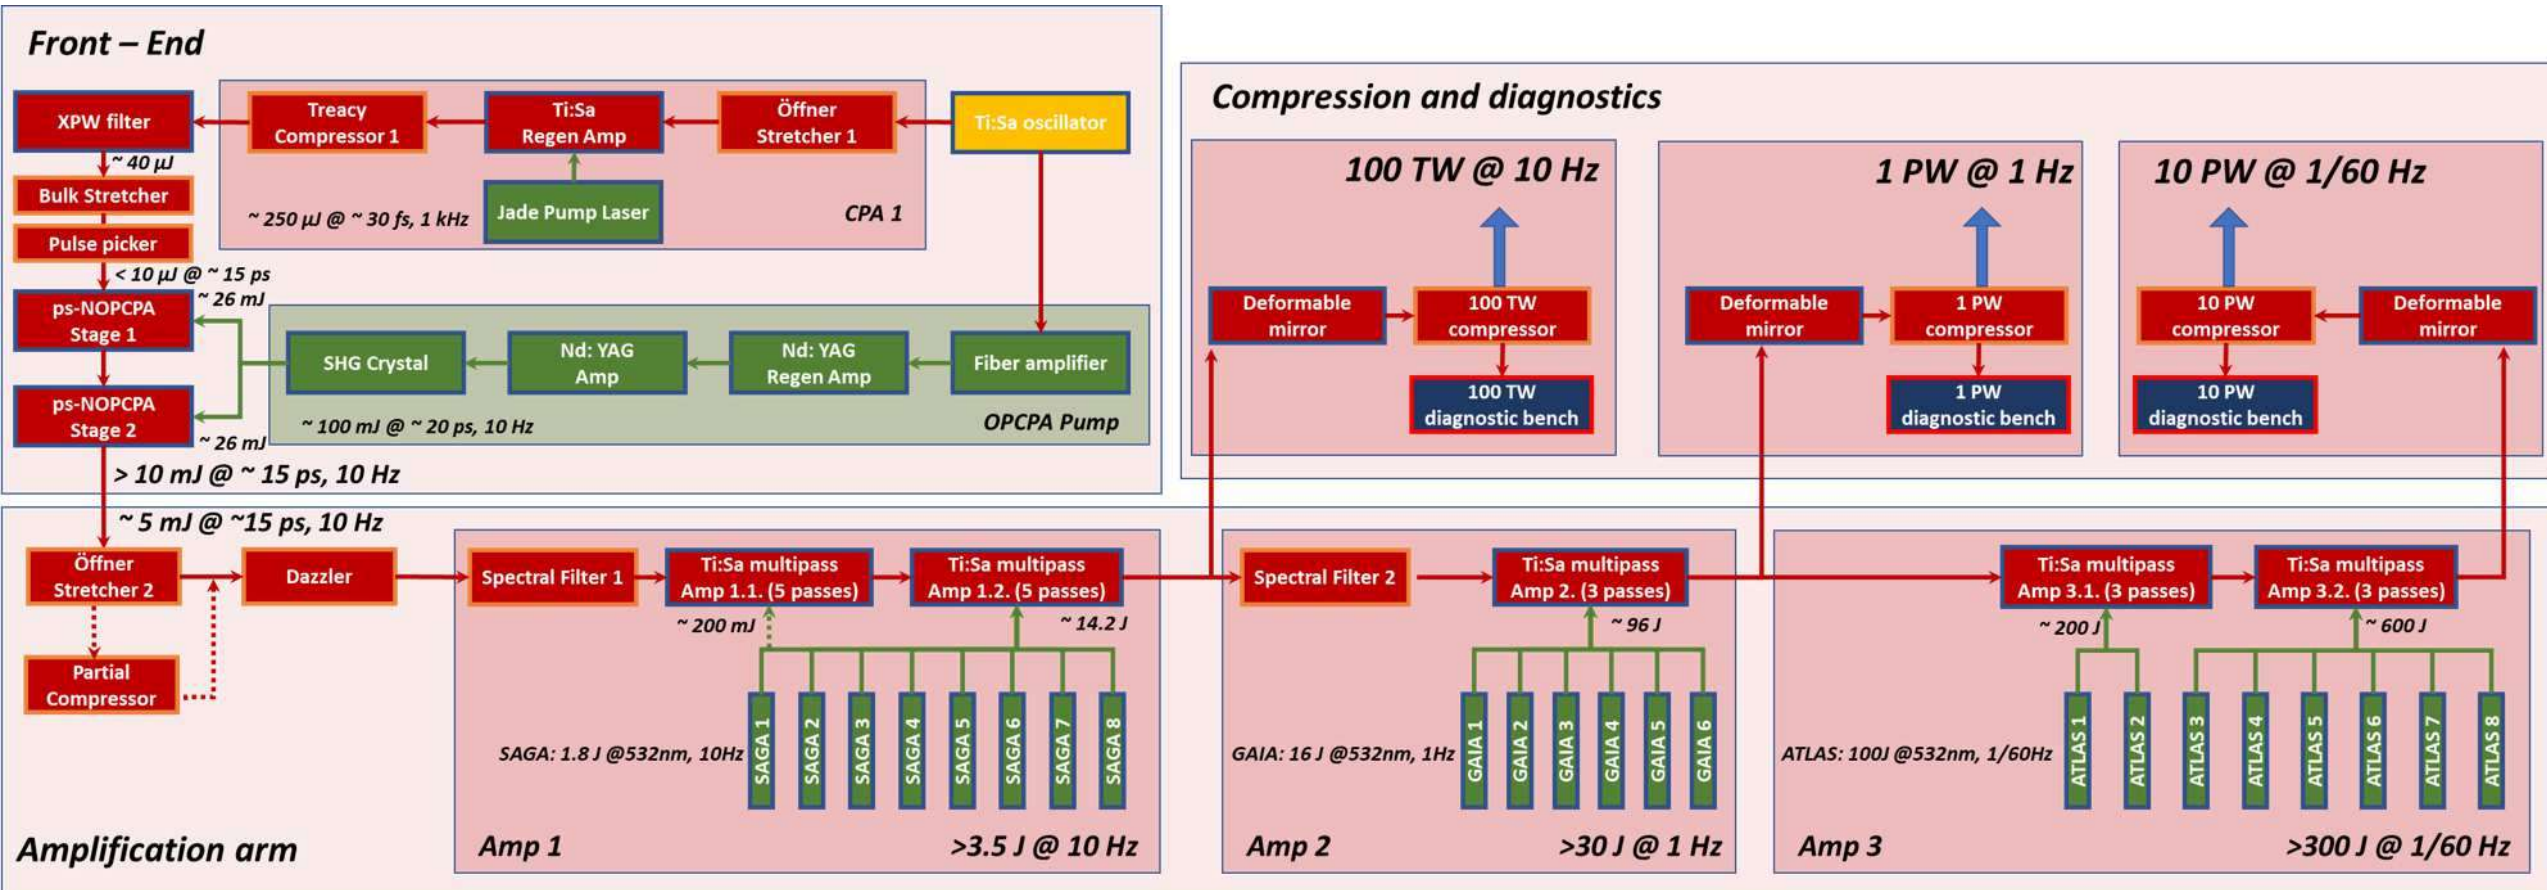 Front – End
XPW filter
Treacy
Compressor 1
Ti:Sa
Regen Amp
Öffner
Stretcher 1
Ti:Sa oscillator
~ 40 µJ
Bulk Stretcher
Pulse picker
Jade Pump Laser
~ 250 µJ @ ~ 30 fs, 1 kHz
CPA 1
< 10 µJ @ ~ 15 ps
~ 26 mJ
ps-NOPCPA
Stage 1
SHG Crystal
Nd: YAG
Amp
Nd: YAG
Regen Amp
Fiber amplifier
ps-NOPCPA
Stage 2
~ 26 mJ
~ 100 mJ @ ~ 20 ps, 10 Hz
OPCPA Pump
> 10 mJ @ ~ 15 ps, 10 Hz
Compression and diagnostics
100 TW @ 10 Hz
Deformable
mirror
100 TW
compressor
100 TW
diagnostic bench
1 PW @ 1 Hz
Deformable
mirror
1 PW
compressor
1 PW
diagnostic bench
10 PW @ 1/60 Hz
10 PW
compressor
Deformable
mirror
10 PW
diagnostic bench
~ 5 mJ @ ~15 ps, 10 Hz
Öffner
Stretcher 2
Dazzler
Partial
Compressor
Amplification arm
Spectral Filter 1
Ti:Sa multipass
Amp 1.1. (5 passes)
Ti:Sa multipass
Amp 1.2. (5 passes)
~ 200 mJ
~ 14.2 J
SAGA: 1.8 J @532nm, 10Hz
SAGA 1
SAGA 2
SAGA 3
SAGA 4
SAGA 5
SAGA 6
SAGA 7
SAGA 8
Amp 1
>3.5 J @ 10 Hz
Spectral Filter 2
Ti:Sa multipass
Amp 2. (3 passes)
~ 96 J
GAIA: 16 J @532nm, 1Hz
GAIA 1
GAIA 2
GAIA 3
GAIA 4
GAIA 5
GAIA 6
Amp 2
>30 J @ 1 Hz
Ti:Sa multipass
Amp 3.1. (3 passes)
Ti:Sa multipass
Amp 3.2. (3 passes)
~ 200 J
~ 600 J
ATLAS: 100J @532nm, 1/60Hz
ATLAS 1
ATLAS 2
ATLAS 3
ATLAS 4
ATLAS 5
ATLAS 6
ATLAS 7
ATLAS 8
Amp 3
>300 J @ 1/60 Hz